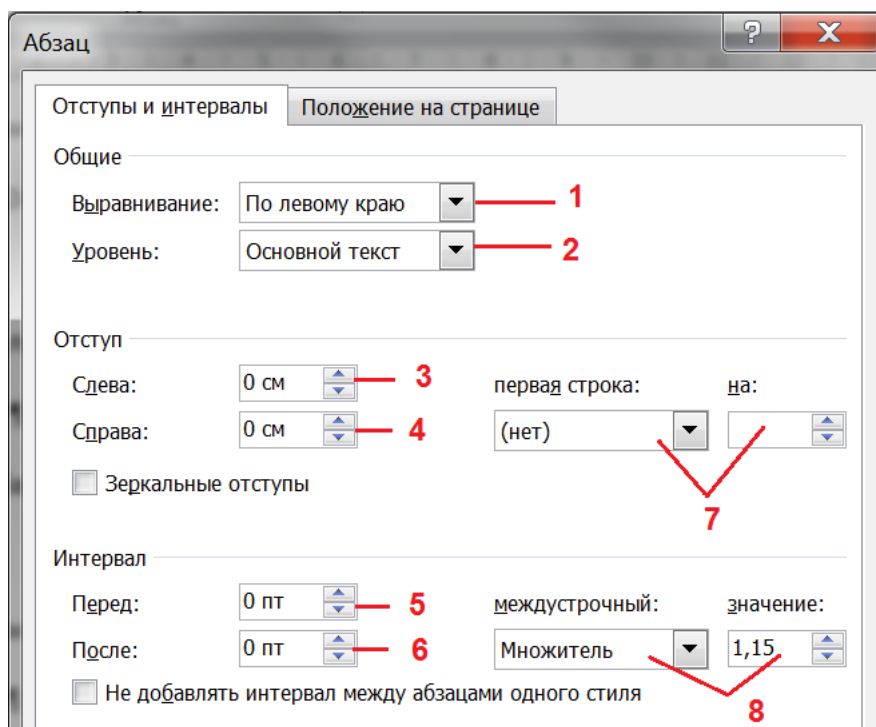 Абзац
Отступы и интервалы Положение на странице
Общие
Выравнивание: По левому краю 1
Уровень: Основной текст 2
Отступ
Слева: 0 см 3 первая строка: на:
Справа: 0 см 4 (нет)
Зеркальные отступы 7
Интервал
Перед: 0 пт 5 междустрочный: значение:
После: 0 пт 6 Множитель 1,15
Не добавлять интервал между абзацами одного стиля 8